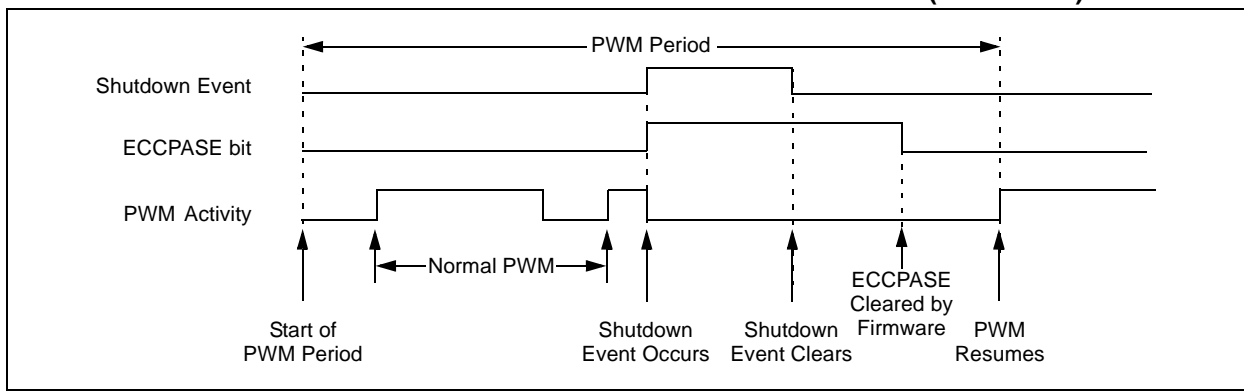 PWM Period
Shutdown Event
ECCPASE bit
PWM Activity
Normal PWM
Start of
PWM Period
Shutdown
Event Occurs
Shutdown
Event Clears
ECCPASE
Cleared by
Firmware
PWM
Resumes